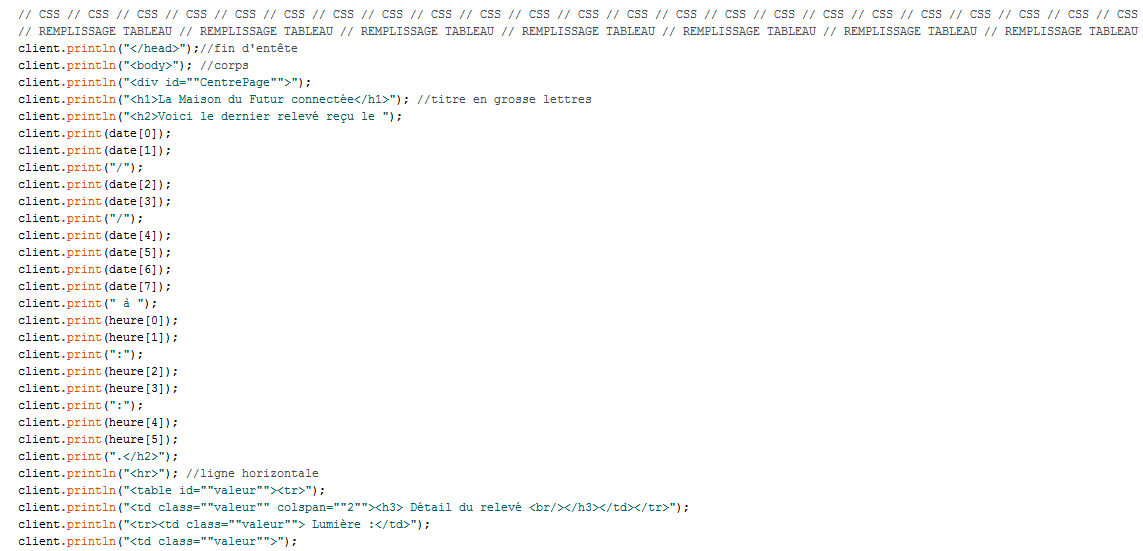 // CSS // CSS // CSS // CSS // CSS // CSS // CSS // CSS // CSS // CSS // CSS // CSS // CSS // CSS // CSS // CSS // CSS // CSS // CSS // CSS // CSS // CSS // CSS
// REMPLISSAGE TABLEAU // REMPLISSAGE TABLEAU // REMPLISSAGE TABLEAU // REMPLISSAGE TABLEAU // REMPLISSAGE TABLEAU // REMPLISSAGE TABLEAU // REMPLISSAGE TABLEAU
client.println("</head>");//fin d'entête
client.println("<body>"); //corps
client.println("<div id=""CentrePage"">");
client.println("<h1>La Maison du Futur connectée</h1>"); //titre en grosse lettres
client.println("<h2>Voici le dernier relevé reçu le ");
client.print(date[0]);
client.print(date[1]);
client.print("/");
client.print(date[2]);
client.print(date[3]);
client.print("/");
client.print(date[4]);
client.print(date[5]);
client.print(date[6]);
client.print(date[7]);
client.print(" à ");
client.print(heure[0]);
client.print(heure[1]);
client.print(":");
client.print(heure[2]);
client.print(heure[3]);
client.print(":");
client.print(heure[4]);
client.print(heure[5]);
client.print(".</h2>");
client.println("<hr>"); //ligne horizontale
client.println("<table id=""valeur""><tr>");
client.println("<td class=""valeur"" colspan=""2""><h3> Détail du relevé <br/></h3></td></tr>");
client.println("<tr><td class=""valeur""> Lumière :</td>");
client.println("<td class=""valeur"">");